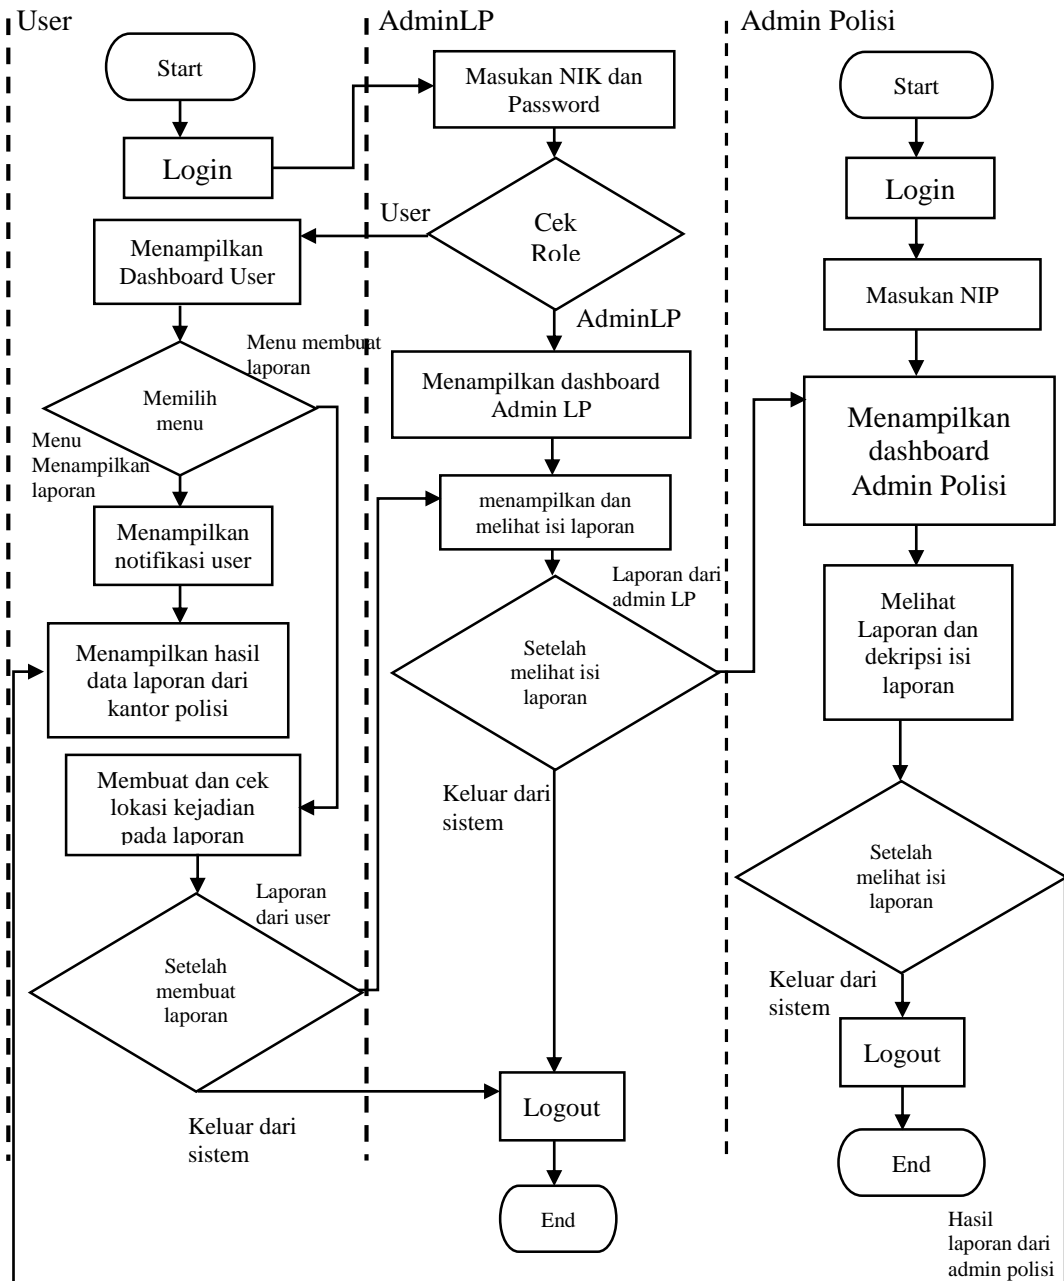 User
AdminLP
Admin Polisi
Start
Login
Menampilkan
Dashboard User
Menu membuat
laporan
Memilih
menu
Menu
Menampilkan
laporan
Menampilkan
notifikasi user
Menampilkan hasil
data laporan dari
kantor polisi
Membuat dan cek
lokasi kejadian
pada laporan
Laporan
dari user
Setelah
membuat
laporan
Keluar dari
sistem
Masukan NIK dan
Password
User
Cek
Role
AdminLP
Menampilkan dashboard
Admin LP
menampilkan dan
melihat isi laporan
Laporan dari
admin LP
Setelah
melihat isi
laporan
Keluar dari
sistem
Logout
End
Start
Login
Masukan NIP
Menampilkan
dashboard
Admin Polisi
Melihat
Laporan dan
dekripsi isi
laporan
Setelah
melihat isi
laporan
Keluar dari
sistem
Logout
End
Hasil
laporan dari
admin polisi